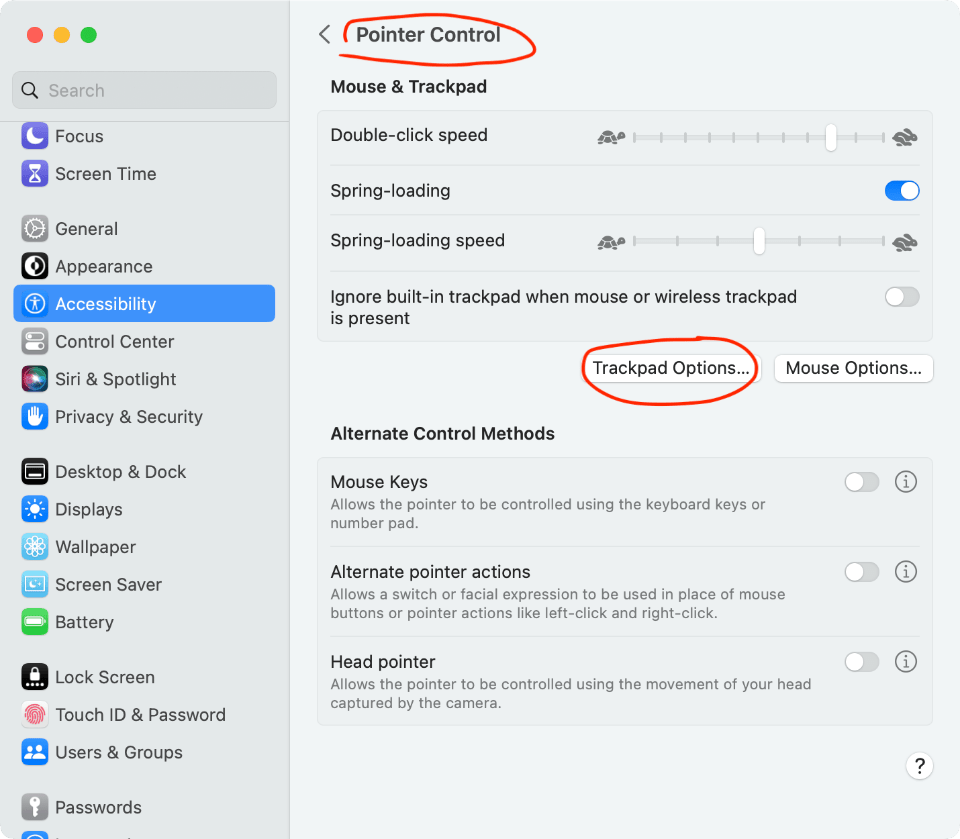 Pointer Control
Search
Focus
Screen Time
General
Appearance
Accessibility
Control Center
Siri & Spotlight
Privacy & Security
Desktop & Dock
Displays
Wallpaper
Screen Saver
Battery
Lock Screen
Touch ID & Password
Users & Groups
Passwords
Mouse & Trackpad
Double-click speed
Spring-loading
Spring-loading speed
Ignore built-in trackpad when mouse or wireless trackpad
is present
Trackpad Options...
Mouse Options...
Alternate Control Methods
Mouse Keys
Allows the pointer to be controlled using the keyboard keys or
number pad.
Alternate pointer actions
Allows a switch or facial expression to be used in place of mouse
buttons or pointer actions like left-click and right-click.
Head pointer
Allows the pointer to be controlled using the movement of your head
captured by the camera.
?